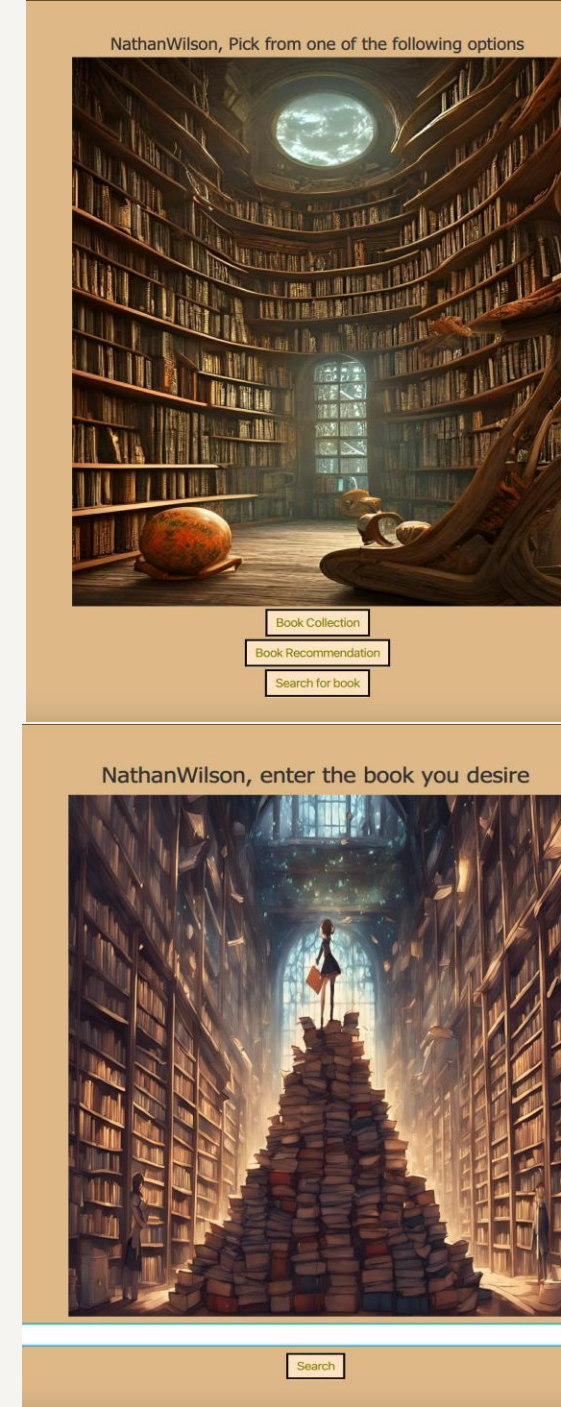 NathanWilson, Pick from one of the following options
Book Collection
Book Recommendation
Search for book
NathanWilson, enter the book you desire
Search